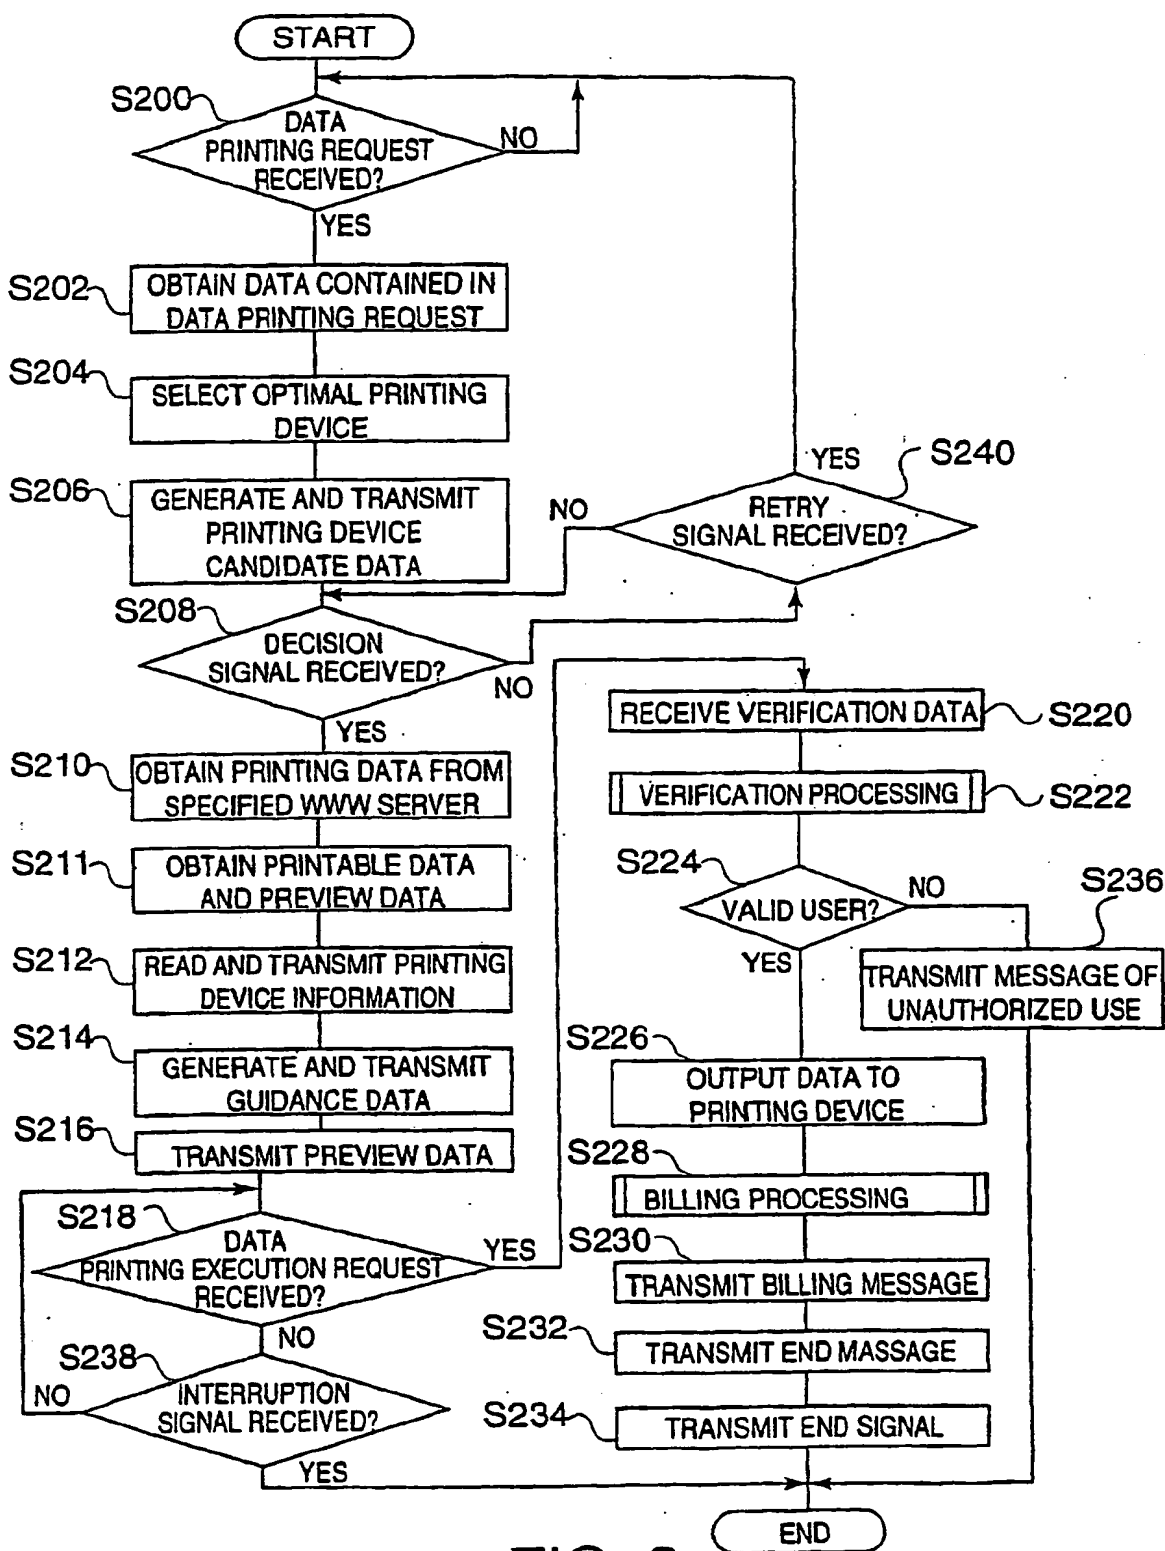 START
S200
DATA
PRINTING REQUEST
RECEIVED?
NO
YES
S202
OBTAIN DATA CONTAINED IN
DATA PRINTING REQUEST
S204
SELECT OPTIMAL PRINTING
DEVICE
S206
GENERATE AND TRANSMIT
PRINTING DEVICE
CANDIDATE DATA
YES
S240
NO
RETRY
SIGNAL RECEIVED?
S208
DECISION
SIGNAL RECEIVED?
NO
YES
S210
OBTAIN PRINTING DATA FROM
SPECIFIED WWW SERVER
S211
OBTAIN PRINTABLE DATA
AND PREVIEW DATA
S212
READ AND TRANSMIT PRINTING
DEVICE INFORMATION
S214
GENERATE AND TRANSMIT
GUIDANCE DATA
S216
TRANSMIT PREVIEW DATA
S218
DATA
PRINTING EXECUTION REQUEST
RECEIVED?
YES
NO
S238
INTERRUPTION
SIGNAL RECEIVED?
NO
YES
RECEIVE VERIFICATION DATA
S220
VERIFICATION PROCESSING
S222
S224
VALID USER?
NO
YES
S236
TRANSMIT MESSAGE OF
UNAUTHORIZED USE
S226
OUTPUT DATA TO
PRINTING DEVICE
S228
BILLING PROCESSING
S230
TRANSMIT BILLING MESSAGE
S232
TRANSMIT END MASSAGE
S234
TRANSMIT END SIGNAL
END